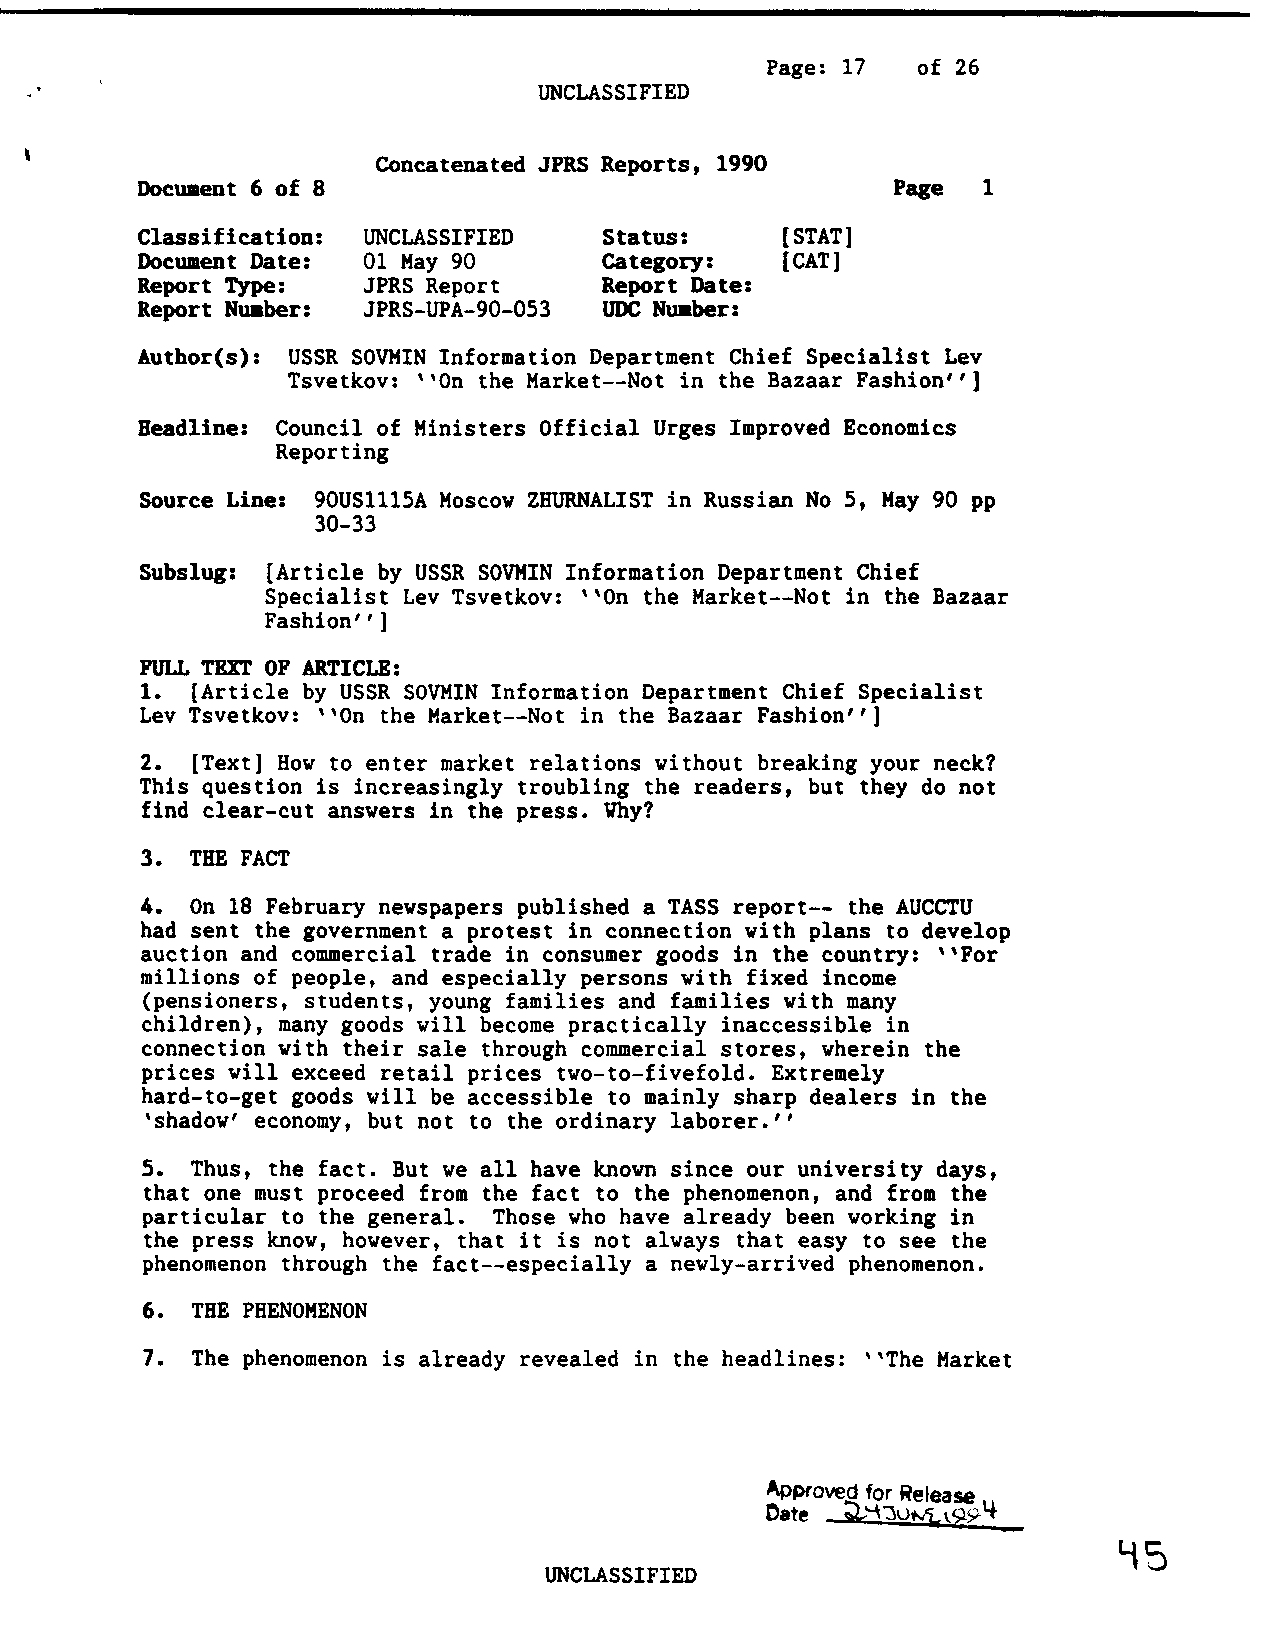 Page: 17 of 26
UNCLASSIFIED
Concatenated JPRS Reports, 1990
Document 6 of 8 Page 1
Classification: UNCLASSIFIED Status: [STAT]
Document Date: 01 May 90 Category: [CAT]
Report Type: JPRS Report Report Date:
Report Number: JPRS-UPA-90-053 UDC Number:
Author(s): USSR SOVMIN Information Department Chief Specialist Lev
Tsvetkov: ``On the Market--Not in the Bazaar Fashion'']
Headline: Council of Ministers Official Urges Improved Economics
Reporting
Source Line: 90US1115A Moscow ZHURNALIST in Russian No 5, May 90 pp
30-33
Subslug: [Article by USSR SOVMIN Information Department Chief
Specialist Lev Tsvetkov: ``On the Market--Not in the Bazaar
Fashion'']
FULL TEXT OF ARTICLE:
1. [Article by USSR SOVMIN Information Department Chief Specialist
Lev Tsvetkov: ``On the Market--Not in the Bazaar Fashion'']
2. [Text] How to enter market relations without breaking your neck?
This question is increasingly troubling the readers, but they do not
find clear-cut answers in the press. Why?
3. THE FACT
4. On 18 February newspapers published a TASS report-- the AUCCTU
had sent the government a protest in connection with plans to develop
auction and commercial trade in consumer goods in the country: ``For
millions of people, and especially persons with fixed income
(pensioners, students, young families and families with many
children), many goods will become practically inaccessible in
connection with their sale through commercial stores, wherein the
prices will exceed retail prices two-to-fivefold. Extremely
hard-to-get goods will be accessible to mainly sharp dealers in the
`shadow' economy, but not to the ordinary laborer.''
5. Thus, the fact. But we all have known since our university days,
that one must proceed from the fact to the phenomenon, and from the
particular to the general. Those who have already been working in
the press know, however, that it is not always that easy to see the
phenomenon through the fact--especially a newly-arrived phenomenon.
6. THE PHENOMENON
7. The phenomenon is already revealed in the headlines: ``The Market
Approved for Release
Date 24 JUNE 1994
45
UNCLASSIFIED